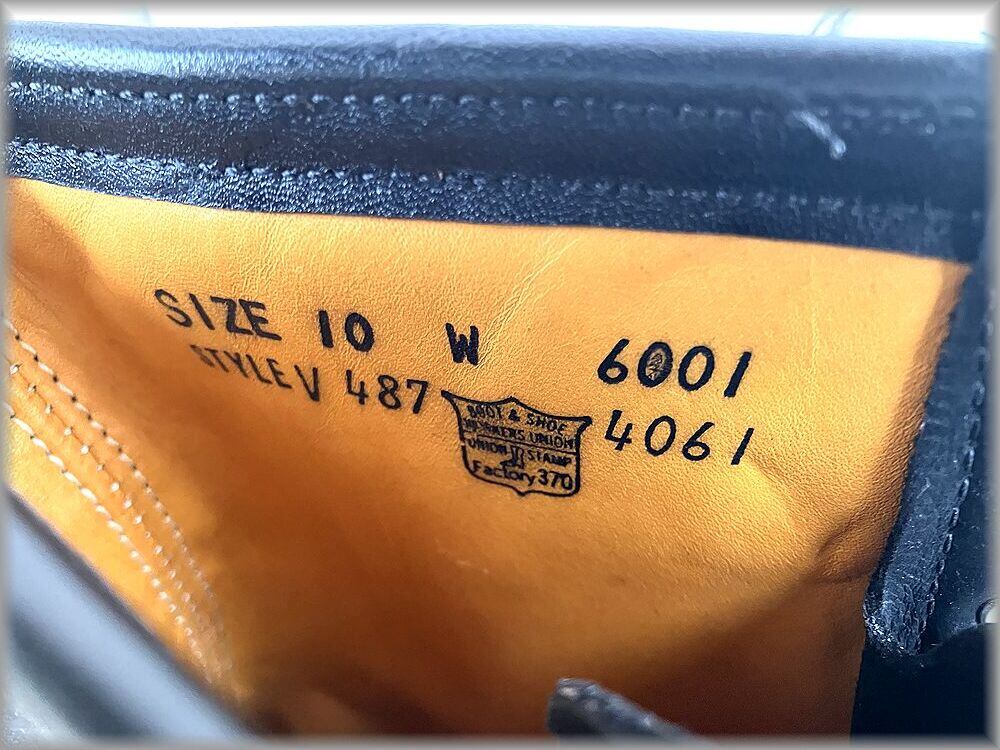 SIZE 10 W 6001
STYLE V 487 4061
BOOT & SHOE
WORKERS UNION
UNION STAMP
Factory 370